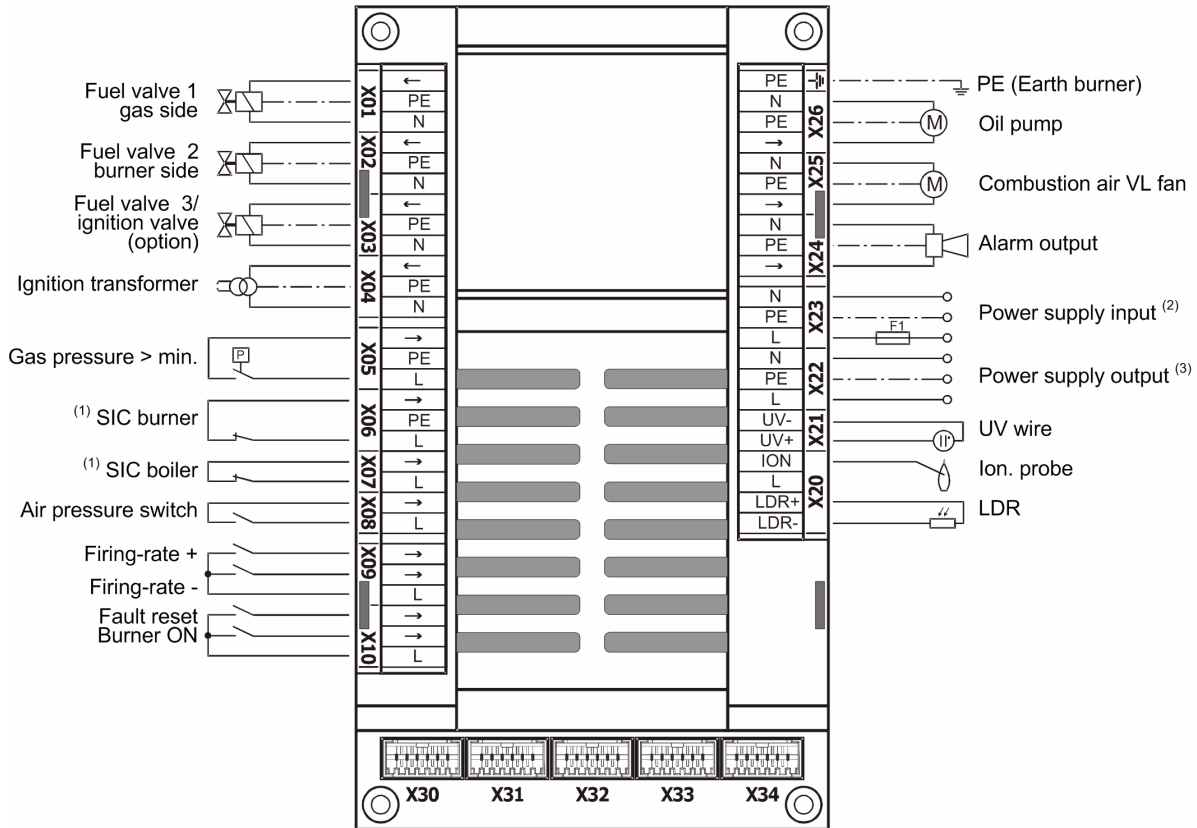 Fuel valve 1
gas side
Fuel valve 2
burner side
Fuel valve 3/
ignition valve
(option)
Ignition transformer
Gas pressure > min.
P
(1) SIC burner
(1) SIC boiler
Air pressure switch
Firing-rate +
Firing-rate -
Fault reset
Burner ON
X01
←
PE
N
X02
←
PE
N
X03
←
PE
N
X04
←
PE
N
X05
→
PE
L
X06
→
PE
L
X07
→
L
X08
→
L
X09
→
→
L
X10
→
→
L
PE
X26
N
PE
→
X25
N
PE
→
X24
N
PE
→
X23
N
PE
L
X22
N
PE
L
X21
UV-
UV+
X20
ION
L
LDR+
LDR-
PE (Earth burner)
M
Oil pump
M
Combustion air VL fan
Alarm output
Power supply input (2)
F1
Power supply output (3)
UV wire
Ion. probe
LDR
X30 X31 X32 X33 X34